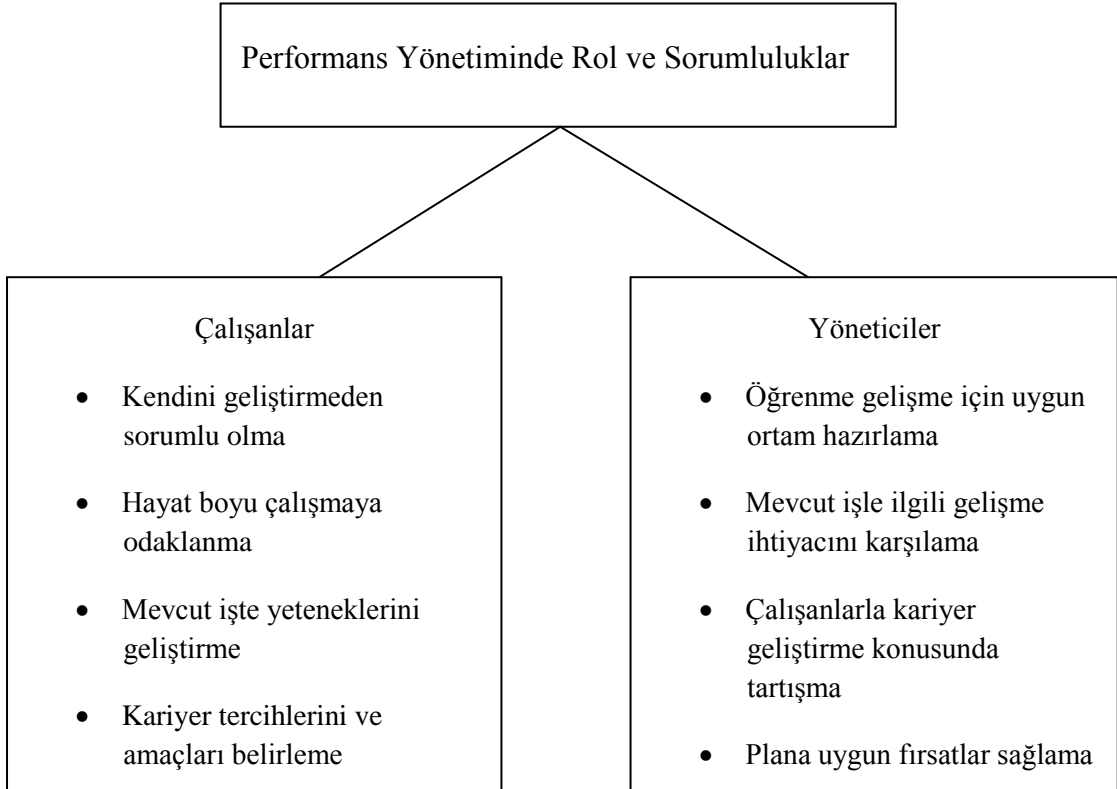 Performans Yönetiminde Rol ve Sorumluluklar
Çalışanlar
• Kendini geliştirmeden
sorumlu olma
• Hayat boyu çalışmaya
odaklanma
• Mevcut işte yeteneklerini
geliştirme
• Kariyer tercihlerini ve
amaçları belirleme
Yöneticiler
• Öğrenme gelişme için uygun
ortam hazırlama
• Mevcut işle ilgili gelişme
ihtiyacını karşılama
• Çalışanlarla kariyer
geliştirme konusunda
tartışma
• Plana uygun fırsatlar sağlama